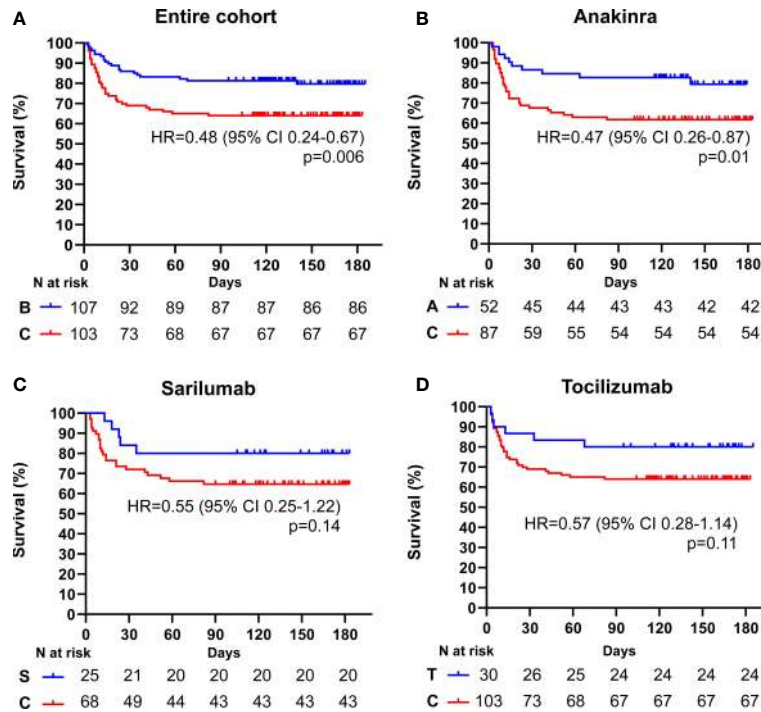 A
Entire cohort
Survival (%)
100
90
80
70
60
50
40
30
20
10
0
HR=0.48 (95% CI 0.24-0.67)
p=0.006
0 30 60 90 120 150 180
N at risk
Days
B 107 92 89 87 87 86 86
C 103 73 68 67 67 67 67
B
Anakinra
Survival (%)
100
90
80
70
60
50
40
30
20
10
0
HR=0.47 (95% CI 0.26-0.87)
p=0.01
0 30 60 90 120 150 180
N at risk
Days
A 52 45 44 43 43 42 42
C 87 59 55 54 54 54 54
C
Sarilumab
Survival (%)
100
90
80
70
60
50
40
30
20
10
0
HR=0.55 (95% CI 0.25-1.22)
p=0.14
0 30 60 90 120 150 180
N at risk
Days
S 25 21 20 20 20 20 20
C 68 49 44 43 43 43 43
D
Tocilizumab
Survival (%)
100
90
80
70
60
50
40
30
20
10
0
HR=0.57 (95% CI 0.28-1.14)
p=0.11
0 30 60 90 120 150 180
N at risk
Days
T 30 26 25 24 24 24 24
C 103 73 68 67 67 67 67